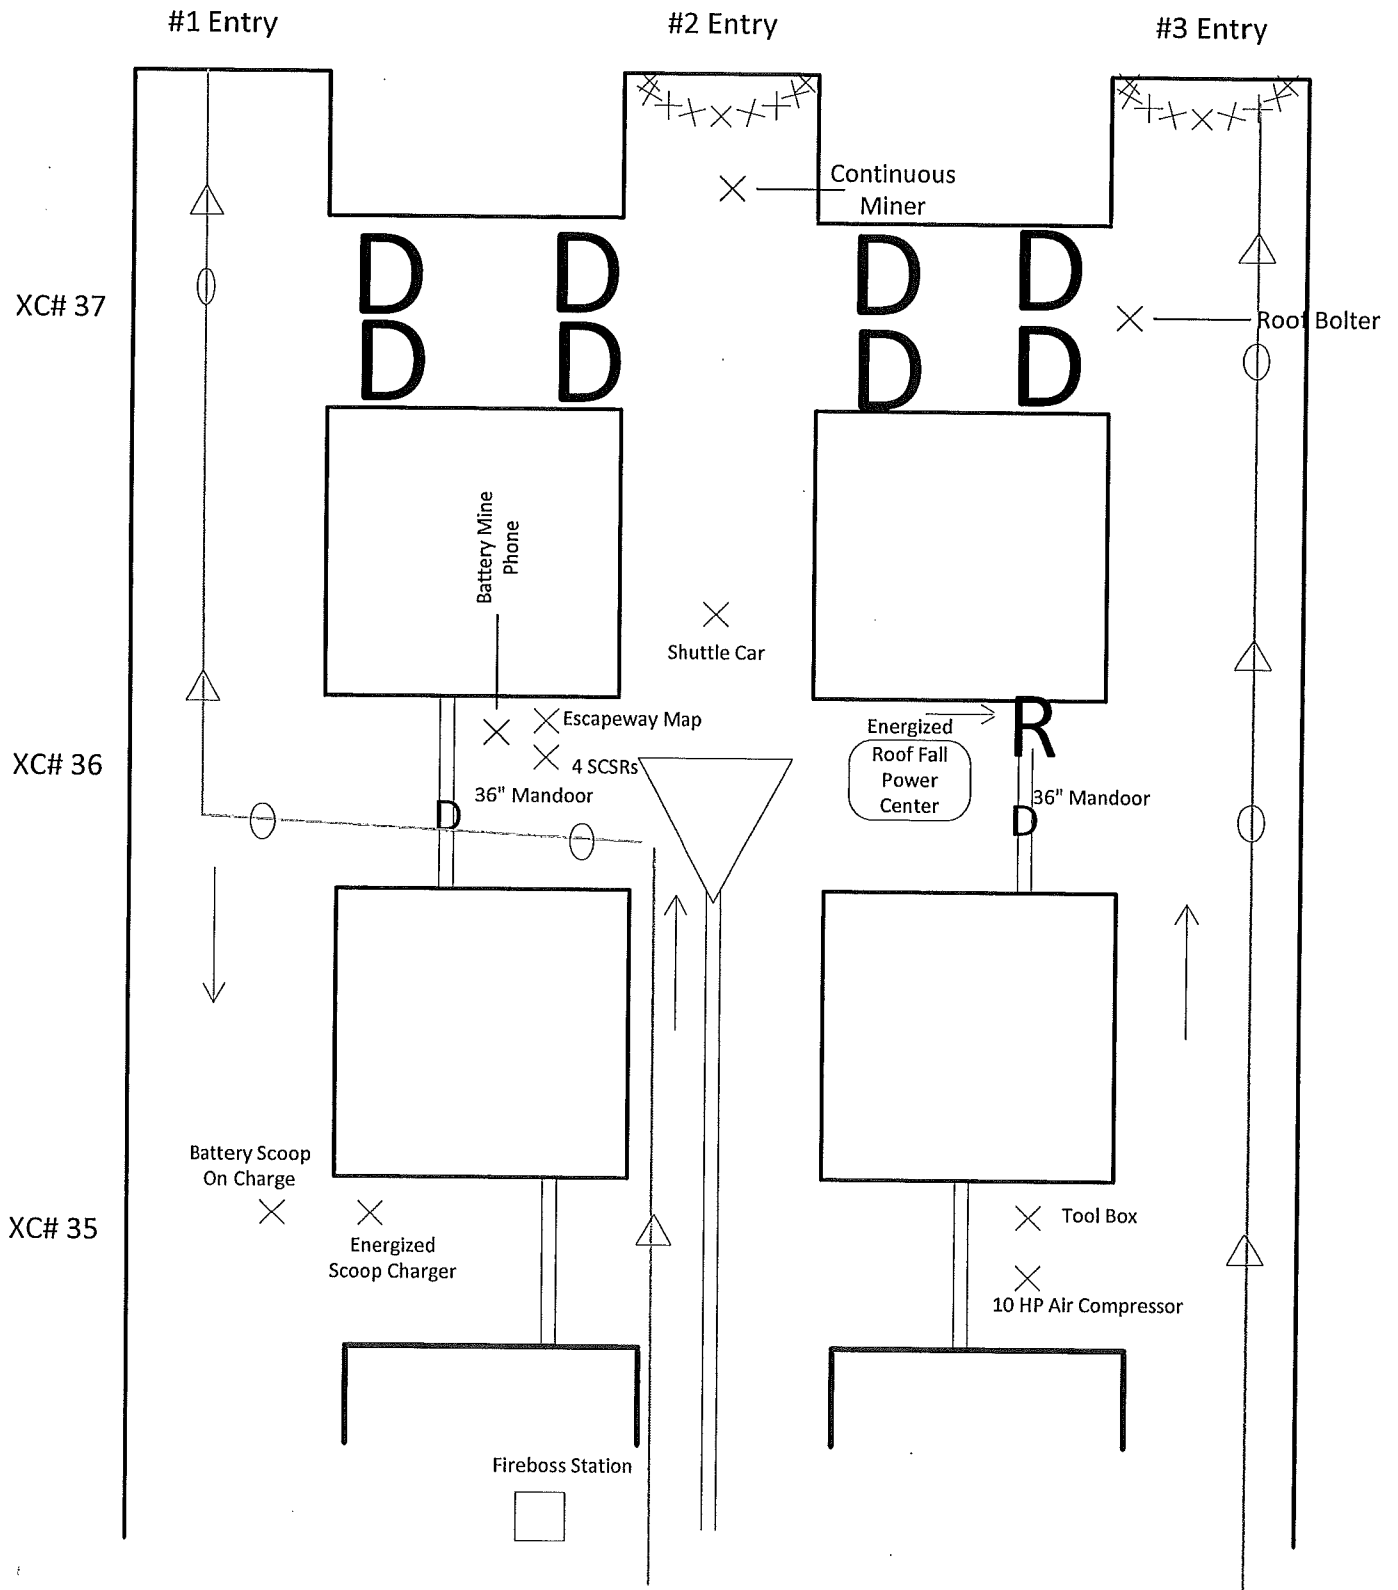 #1 Entry
#2 Entry
#3 Entry
Continuous
Miner
D D D D
XC# 37
Roof Bolter
D D D D
Battery Mine
Phone
Shuttle Car
Escapeway Map
R
Energized
XC# 36
4 SCSRs
Roof Fall
Power
Center
36" Mandoor
36" Mandoor
D
D
Battery Scoop
On Charge
XC# 35
Tool Box
Energized
Scoop Charger
10 HP Air Compressor
Fireboss Station